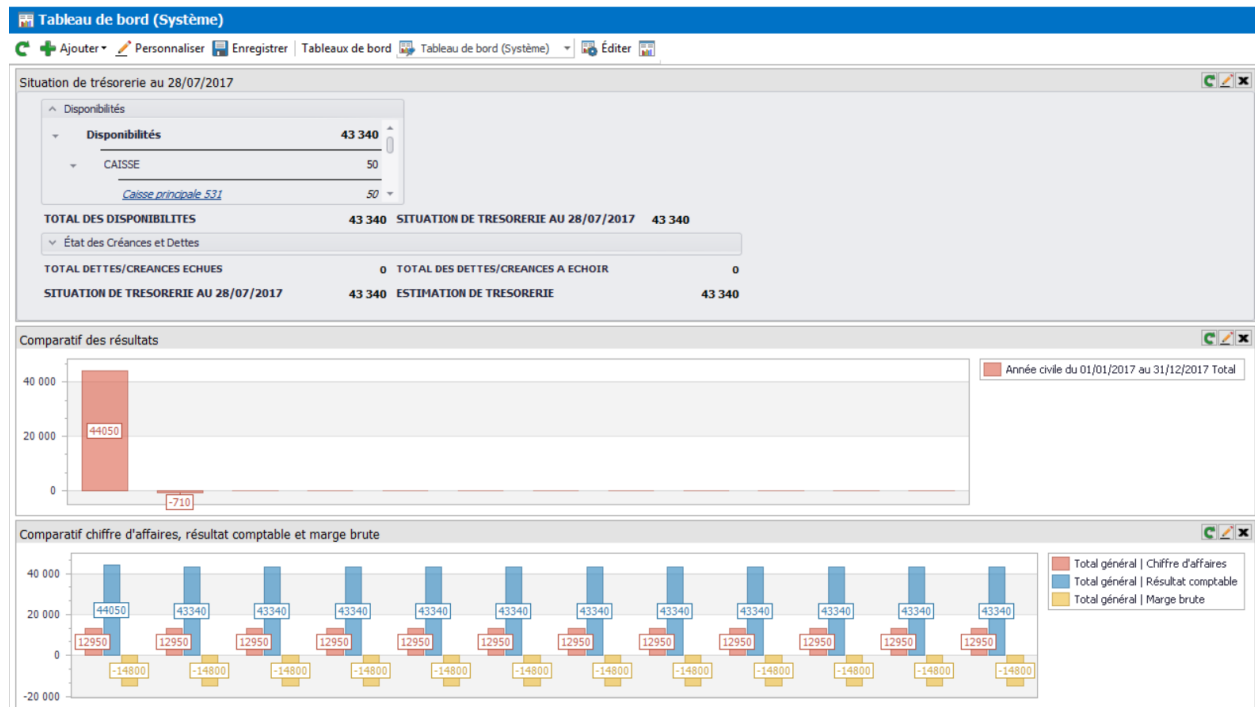 Tableau de bord (Système)
Ajouter Personnaliser Enregistrer Tableaux de bord Tableau de bord (Système) Éditer
Situation de trésorerie au 28/07/2017
Disponibilités
Disponibilités 43 340
CAISSE 50
Caisse principale 531 50
TOTAL DES DISPONIBILITES 43 340 SITUATION DE TRESORERIE AU 28/07/2017 43 340
État des Créances et Dettes
TOTAL DETTES/CREANCES ECHUES 0 TOTAL DES DETTES/CREANCES A ECHOIR 0
SITUATION DE TRESORERIE AU 28/07/2017 43 340 ESTIMATION DE TRESORERIE 43 340
Comparatif des résultats
Année civile du 01/01/2017 au 31/12/2017 Total
40 000
44050
20 000
0
-710
Comparatif chiffre d'affaires, résultat comptable et marge brute
Total général | Chiffre d'affaires
40 000
Total général | Résultat comptable
Total général | Marge brute
20 000 44050 43340 43340 43340 43340 43340 43340 43340 43340 43340 43340 43340
12950 12950 12950 12950 12950 12950 12950 12950 12950 12950 12950 12950
0
-14800 -14800 -14800 -14800 -14800 -14800 -14800 -14800 -14800 -14800 -14800 -14800
-20 000